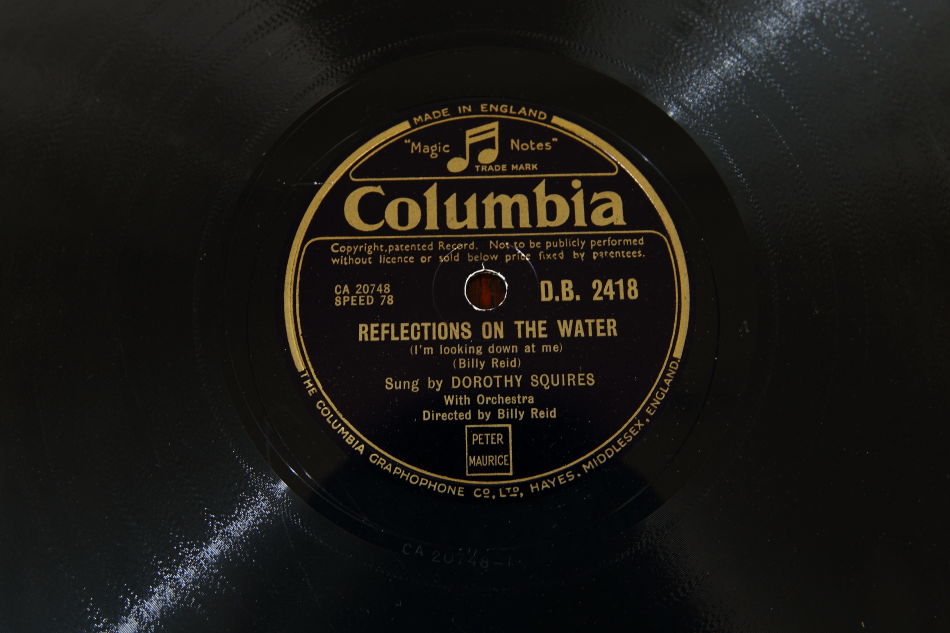 MADE IN ENGLAND
"Magic Notes"
TRADE MARK
Columbia
Copyright,patented Record. Not to be publicly performed
without licence or sold below price fixed by patentees.
CA 20748
SPEED 78
D.B. 2418
REFLECTIONS ON THE WATER
(I'm looking down at me)
(Billy Reid)
Sung by DOROTHY SQUIRES
With Orchestra
Directed by Billy Reid
PETER
MAURICE
THE COLUMBIA GRAPHOPHONE CO., LTD, HAYES, MIDDLESEX, ENGLAND
CA 20748-1